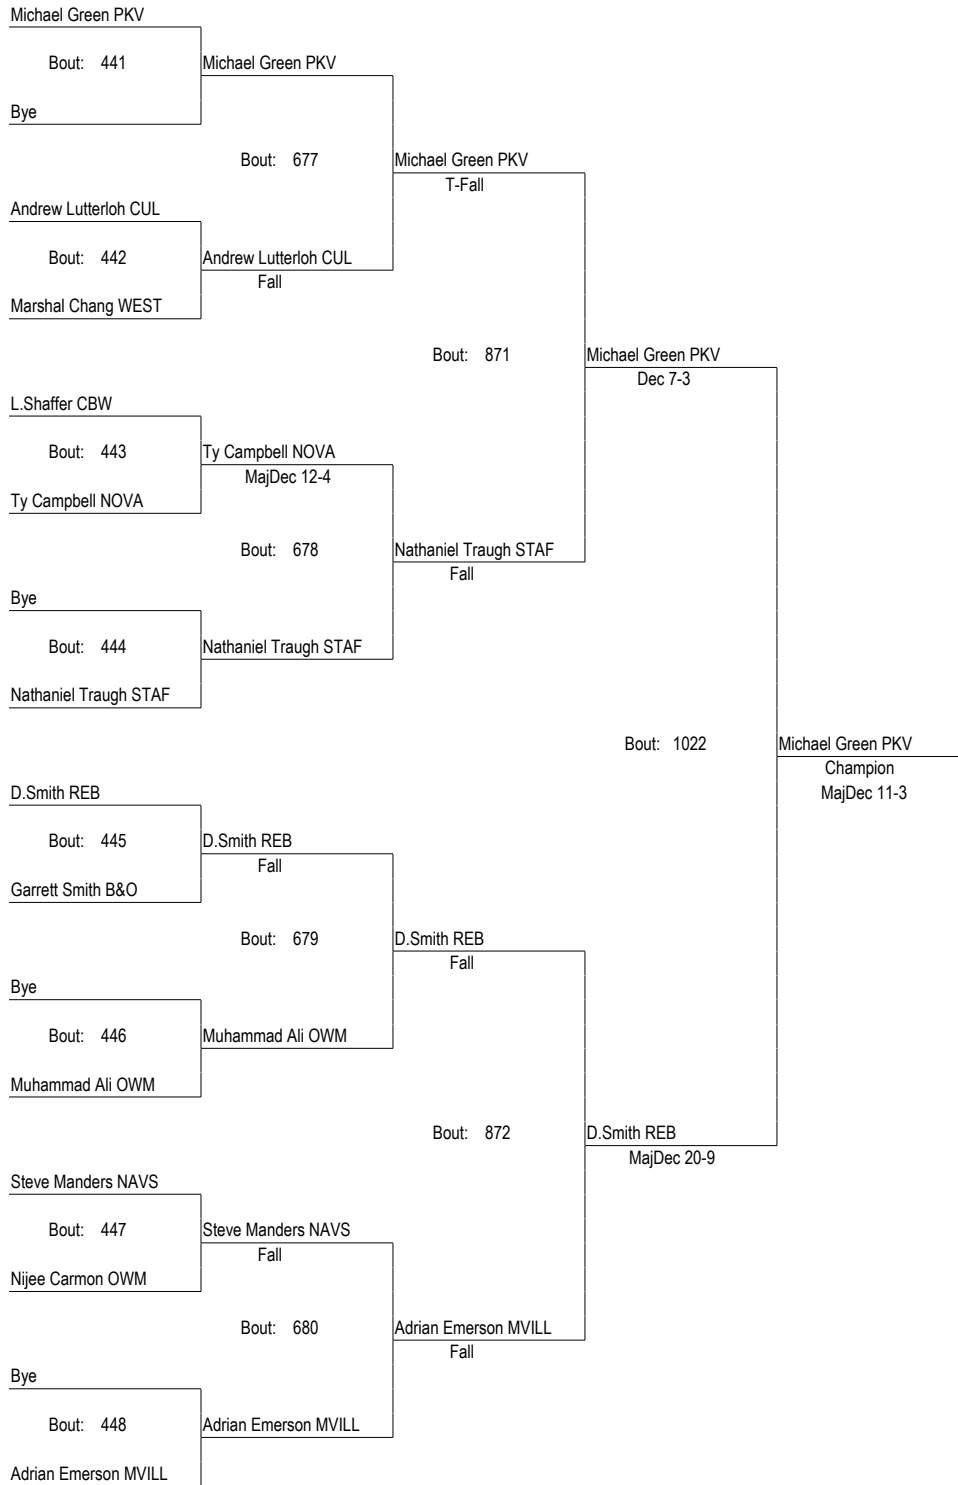 Michael Green PKV
Bout: 441
Michael Green PKV
Bye
Bout: 677
Michael Green PKV
T-Fall
Andrew Lutterloh CUL
Bout: 442
Andrew Lutterloh CUL
Fall
Marshal Chang WEST
Bout: 871
Michael Green PKV
Dec 7-3
L.Shaffer CBW
Bout: 443
Ty Campbell NOVA
MajDec 12-4
Ty Campbell NOVA
Bout: 678
Nathaniel Traugh STAF
Fall
Bye
Bout: 444
Nathaniel Traugh STAF
Nathaniel Traugh STAF
Bout: 1022
Michael Green PKV
Champion
MajDec 11-3
D.Smith REB
Bout: 445
D.Smith REB
Fall
Garrett Smith B&O
Bout: 679
D.Smith REB
Fall
Bye
Bout: 446
Muhammad Ali OWM
Muhammad Ali OWM
Bout: 872
D.Smith REB
MajDec 20-9
Steve Manders NAVS
Bout: 447
Steve Manders NAVS
Fall
Nijee Carmon OWM
Bout: 680
Adrian Emerson MVILL
Fall
Bye
Bout: 448
Adrian Emerson MVILL
Adrian Emerson MVILL